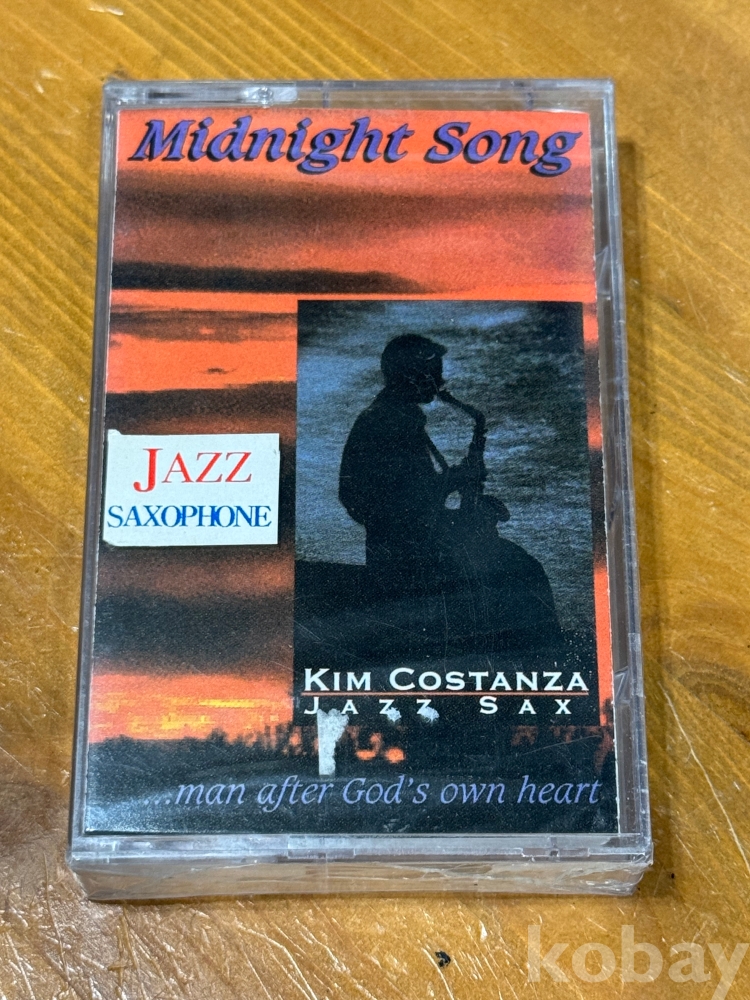 Midnight Song
JAZZ
SAXOPHONE
KIM COSTANZA
JAZZ SAX
...man after God's own heart
kobay